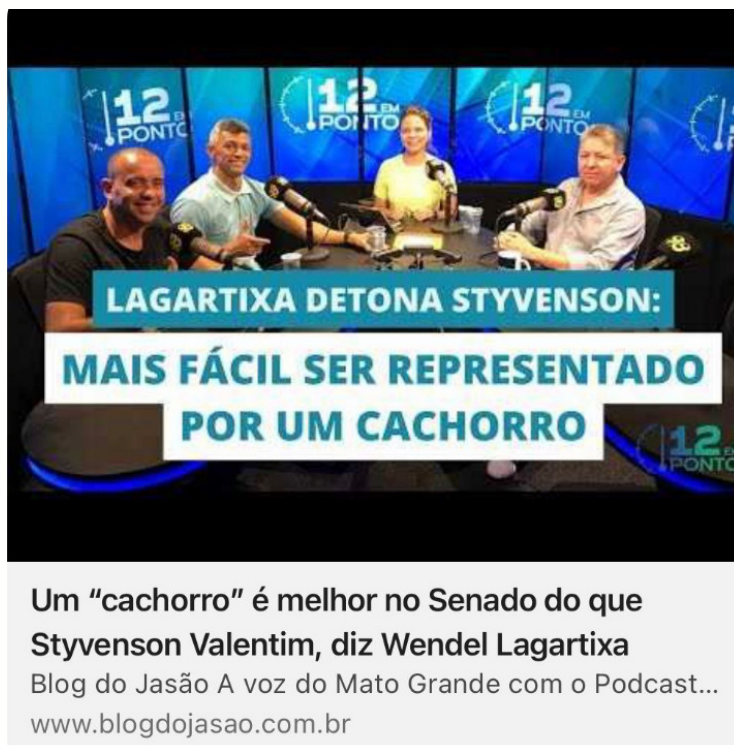 12 EM
PONTO
12 EM
PONTO
12 EM
PONTO
98
LAGARTIXA DETONA STYVENSON:
MAIS FÁCIL SER REPRESENTADO
POR UM CACHORRO
12 EM
PONTO
Um “cachorro” é melhor no Senado do que
Styvenson Valentim, diz Wendel Lagartixa
Blog do Jasão A voz do Mato Grande com o Podcast...
www.blogdojasao.com.br